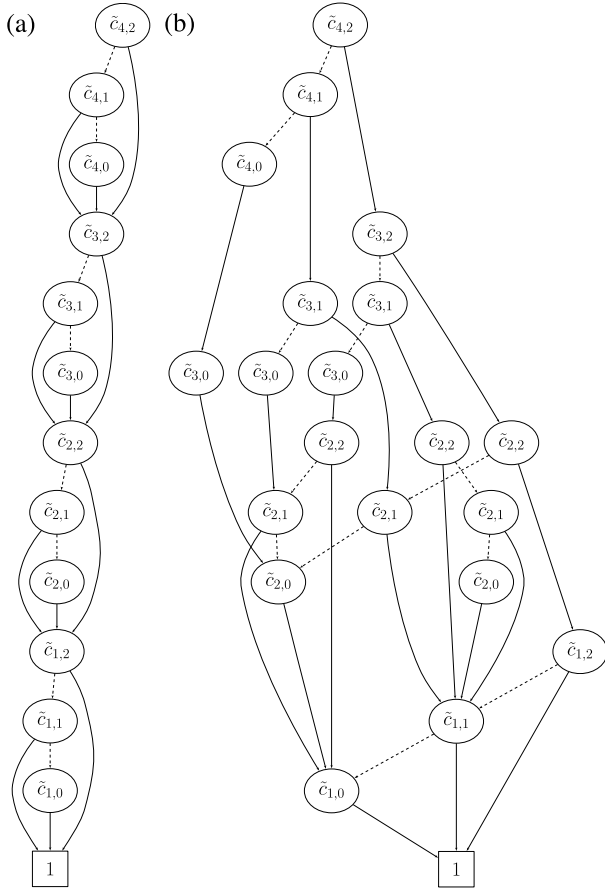 (a)
c̃4,2
c̃4,1
c̃4,0
c̃3,2
c̃3,1
c̃3,0
c̃2,2
c̃2,1
c̃2,0
c̃1,2
c̃1,1
c̃1,0
1
(b)
c̃4,2
c̃4,1
c̃4,0
c̃3,2
c̃3,1 c̃3,1
c̃3,0 c̃3,0 c̃3,0
c̃2,2 c̃2,2 c̃2,2
c̃2,1 c̃2,1 c̃2,1
c̃2,0 c̃2,0
c̃1,2
c̃1,1
c̃1,0
1